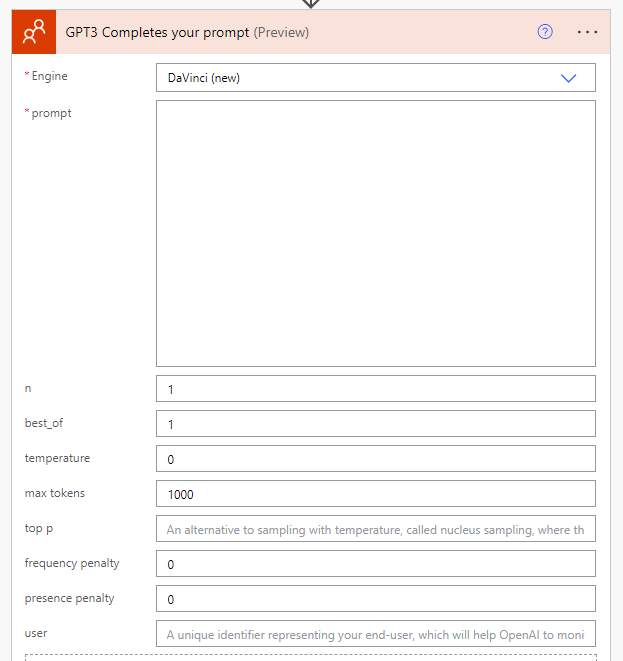 GPT3 Completes your prompt (Preview)
* Engine
DaVinci (new)
* prompt
n
1
best_of
1
temperature
0
max tokens
1000
top p
An alternative to sampling with temperature, called nucleus sampling, where th
frequency penalty
0
presence penalty
0
user
A unique identifier representing your end-user, which will help OpenAI to moni